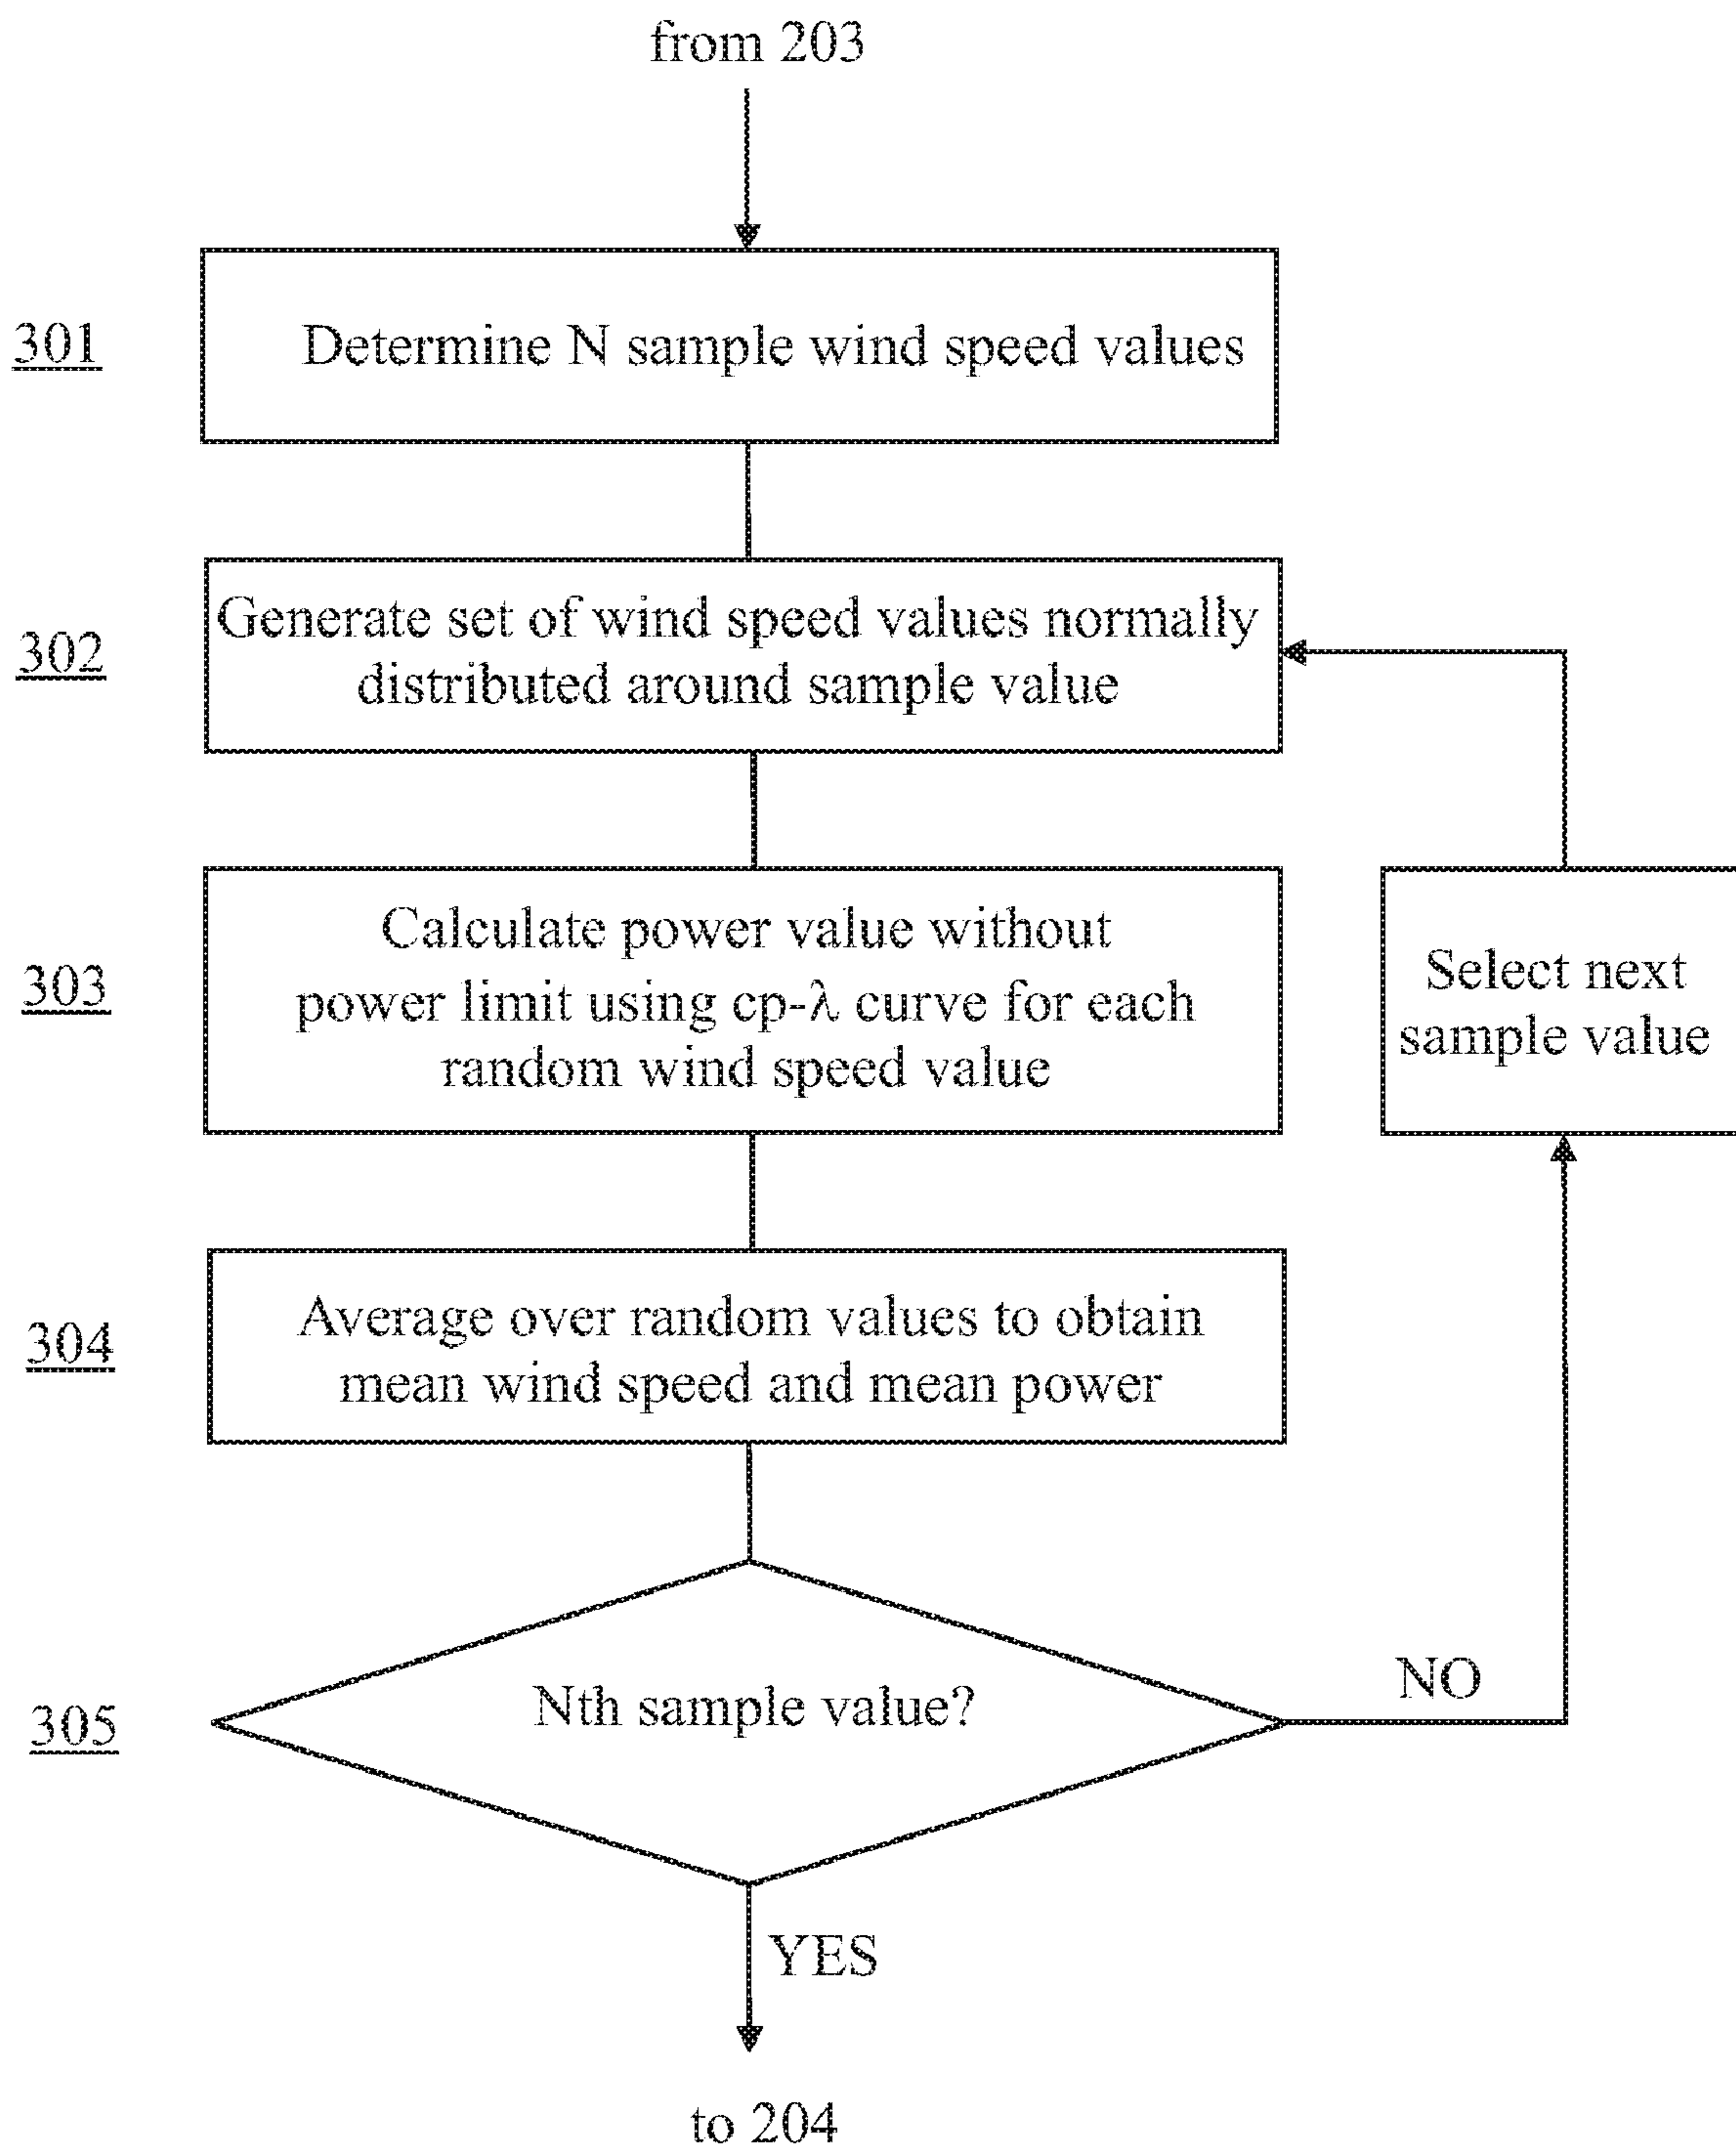 from 203
301
Determine N sample wind speed values
302
Generate set of wind speed values normally
distributed around sample value
303
Calculate power value without
power limit using cp-λ curve for each
random wind speed value
Select next
sample value
304
Average over random values to obtain
mean wind speed and mean power
305
Nth sample value?
NO
YES
to 204